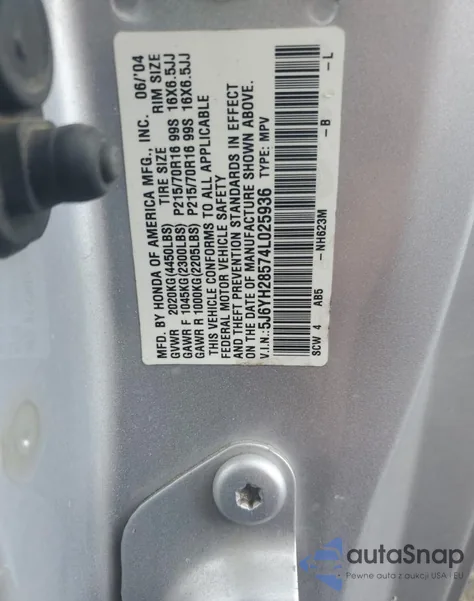 MFD. BY HONDA OF AMERICA MFG., INC. 06/'04
TIRE SIZE RIM SIZE
GVWR 2020KG(4450LBS)
GAWR F 1045KG(2300LBS) P215/70R16 99S 16X6.5JJ
GAWR R 1000KG(2205LBS) P215/70R16 99S 16X6.5JJ
THIS VEHICLE CONFORMS TO ALL APPLICABLE
FEDERAL MOTOR VEHICLE SAFETY
AND THEFT PREVENTION STANDARDS IN EFFECT
ON THE DATE OF MANUFACTURE SHOWN ABOVE.
V.I.N.:5J6YH28574L025936 TYPE: MPV
SCW 4 AB5 -NH623M -B -L
autoSnap
Pewne auta z aukcji USA i EU